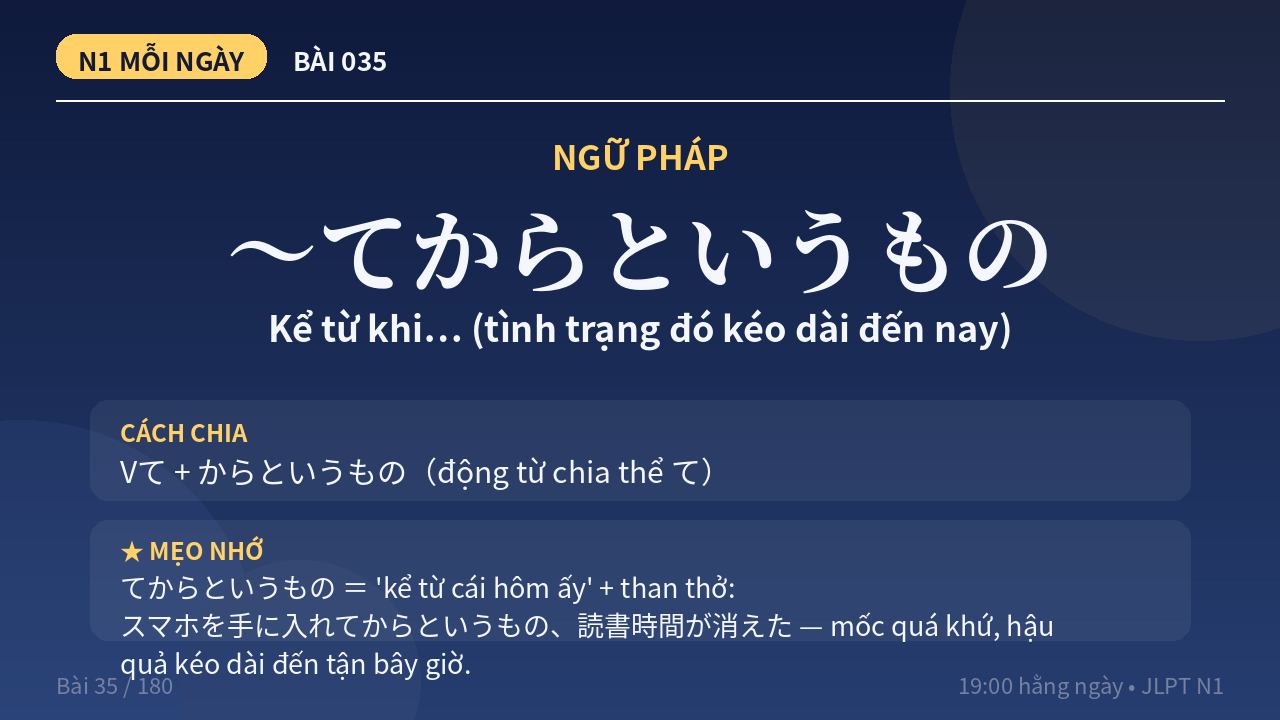 N1 MỖI NGÀY
BÀI 035
NGỮ PHÁP
〜てからというもの
Kể từ khi… (tình trạng đó kéo dài đến nay)
CÁCH CHIA
Vて + からというもの（động từ chia thể て）
★ MẸO NHỚ
てからというもの ＝ 'kể từ cái hôm ấy' + than thở:
スマホを手に入れてからというもの、読書時間が消えた — mốc quá khứ, hậu
quả kéo dài đến tận bây giờ.
Bài 35 / 180
19:00 hằng ngày • JLPT N1